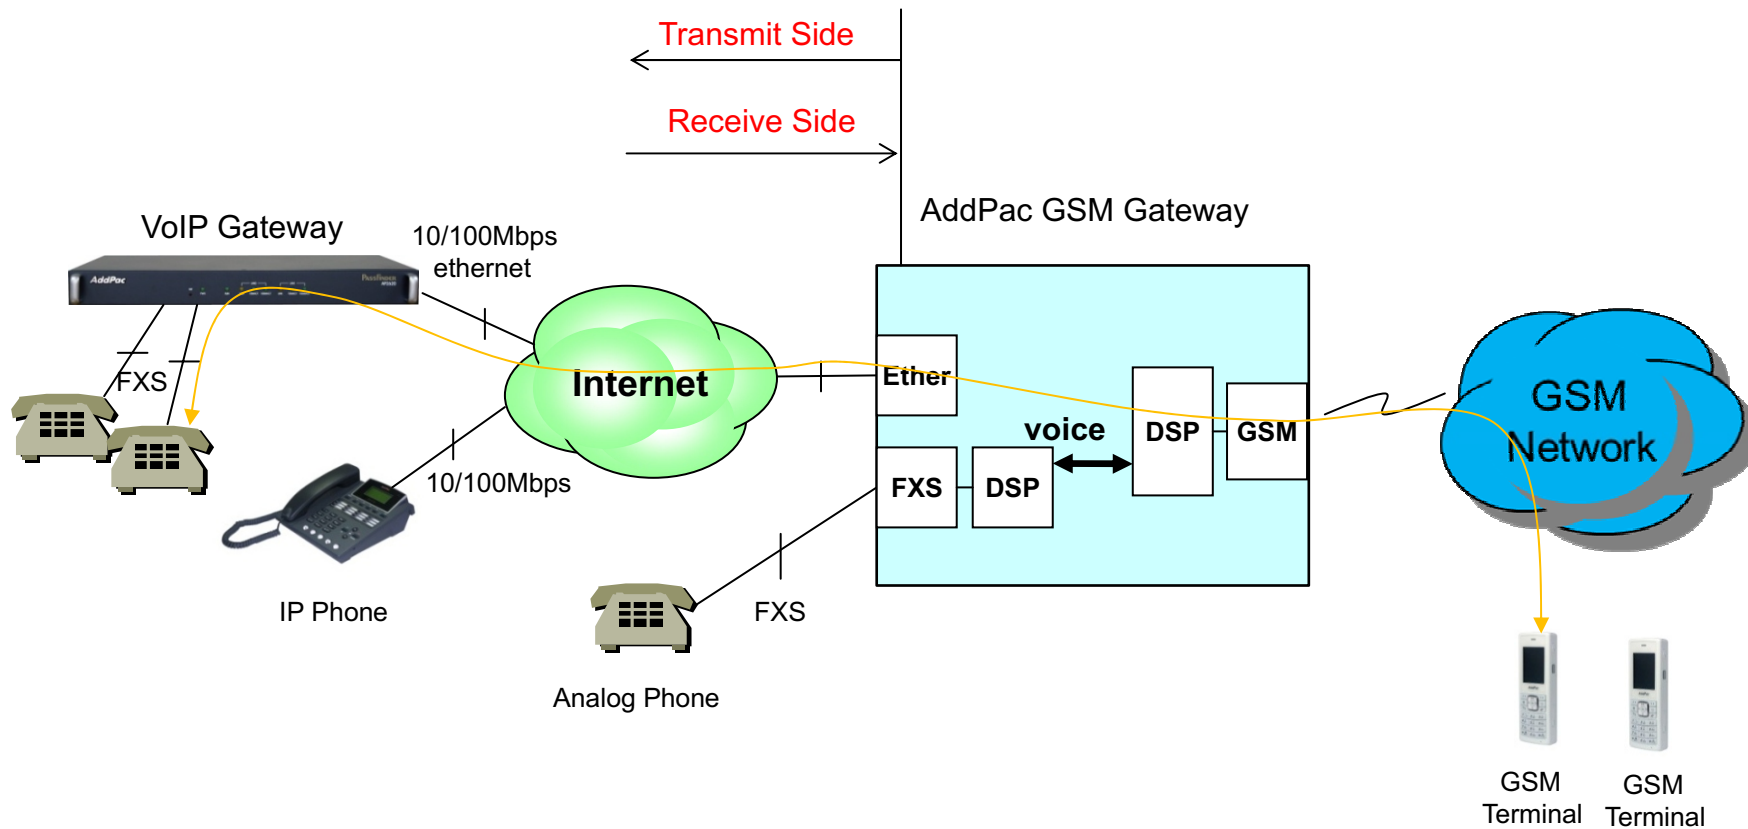 Transmit Side
Receive Side
AddPac GSM Gateway
VoIP Gateway
10/100Mbps
ethernet
AddPac
FXS
Internet
Ether
voice
DSP
GSM
FXS
DSP
GSM
Network
10/100Mbps
IP Phone
FXS
Analog Phone
GSM
Terminal
GSM
Terminal